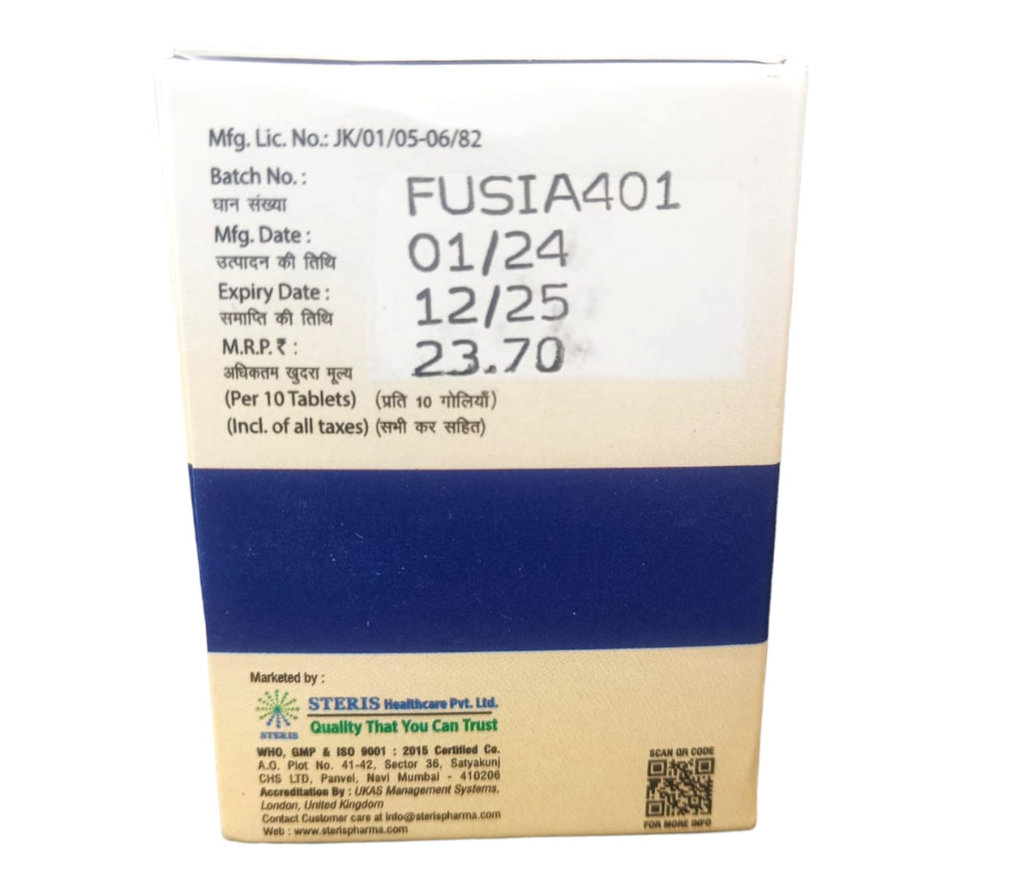 Mfg. Lic. No.: JK/01/05-06/82
Batch No. : FUSIA401
घान संख्या
Mfg. Date : 01/24
उत्पादन की तिथि
Expiry Date : 12/25
समाप्ति की तिथि
M.R.P. ₹ : 23.70
अधिकतम खुदरा मूल्य
(Per 10 Tablets) (प्रति 10 गोलियाँ)
(Incl. of all taxes) (सभी कर सहित)
Marketed by :
STERIS Healthcare Pvt. Ltd.
Quality That You Can Trust
STERIS
WHO, GMP & ISO 9001 : 2015 Certified Co.
A.O. Plot No. 41-42, Sector 36, Satyakunj
CHS LTD, Panvel, Navi Mumbai - 410206
Accreditation By : UKAS Management Systems,
London, United Kingdom
Contact Customer care at info@sterispharma.com
Web : www.sterispharma.com
SCAN QR CODE
FOR MORE INFO